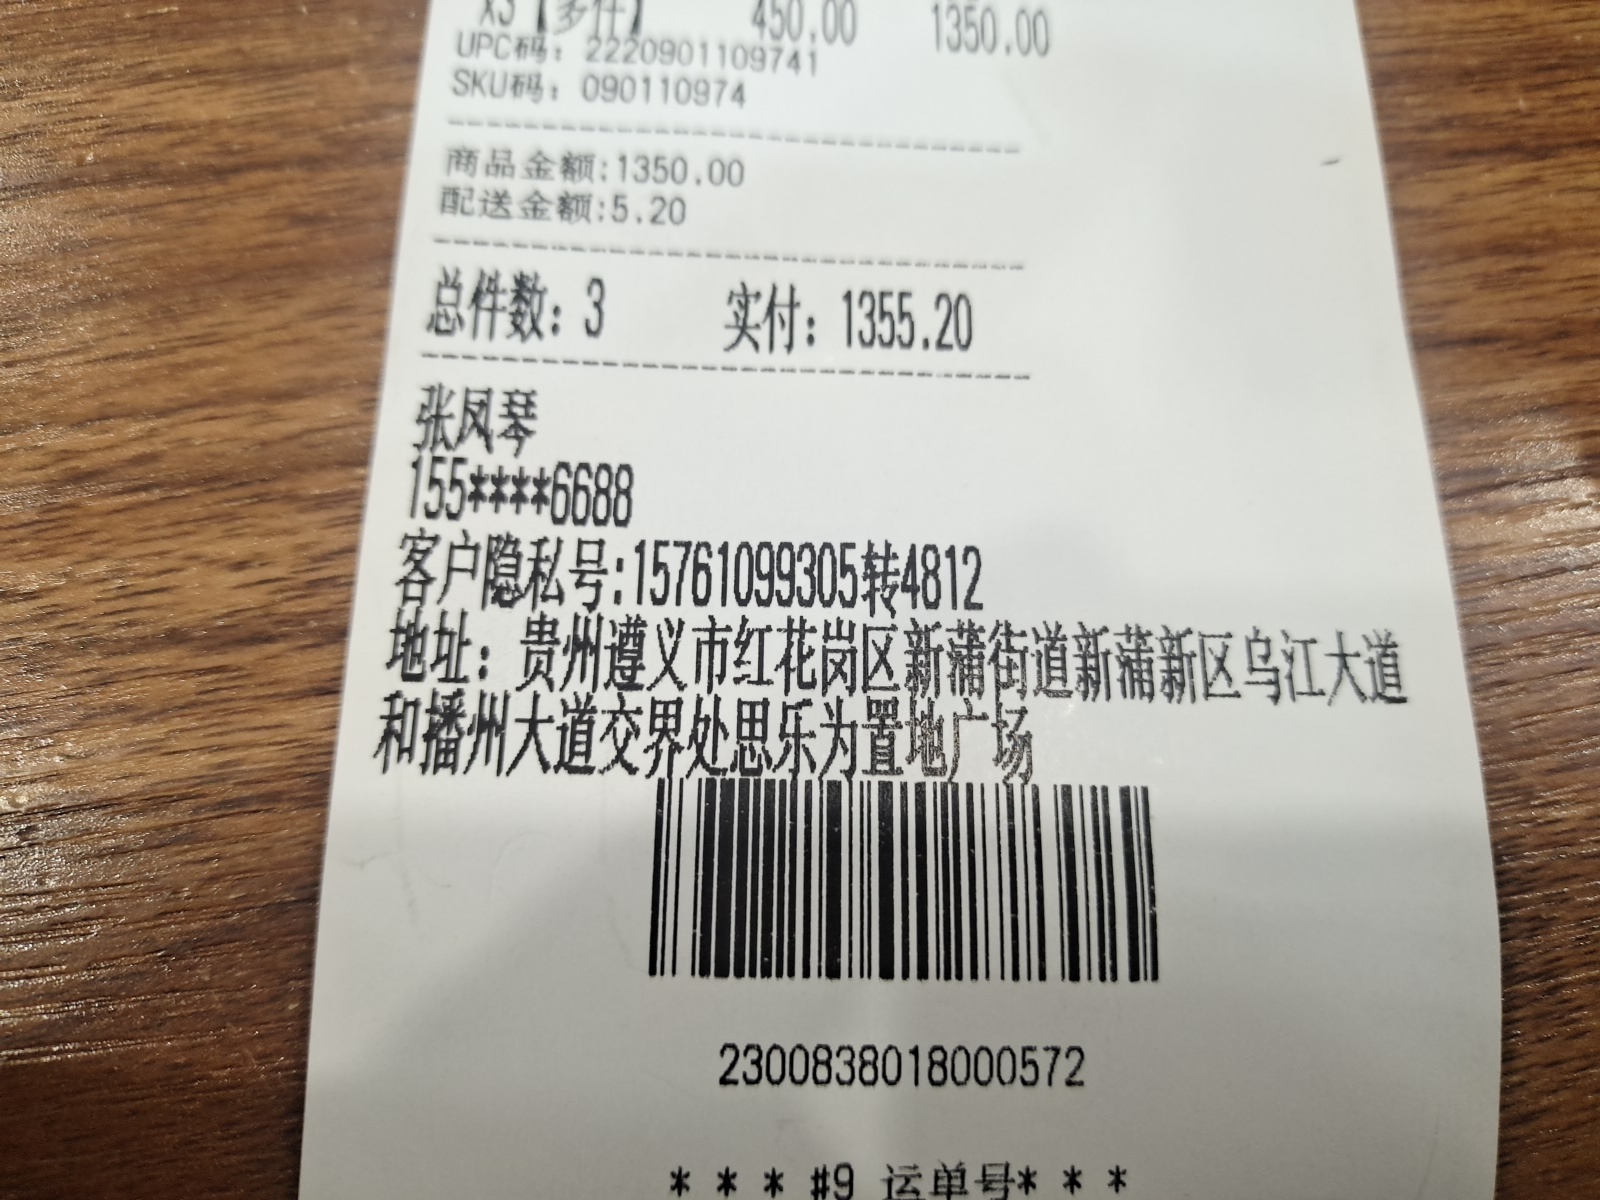 x3【多件】 450.00 1350.00
UPC码：2220901109741
SKU码：090110974
商品金额:1350.00
配送金额:5.20
总件数：3 实付：1355.20
张凤琴
155****6688
客户隐私号:15761099305转4812
地址：贵州遵义市红花岗区新蒲街道新蒲新区乌江大道
和播州大道交界处思乐为置地广场
2300838018000572
* * * #9 运单号* * *